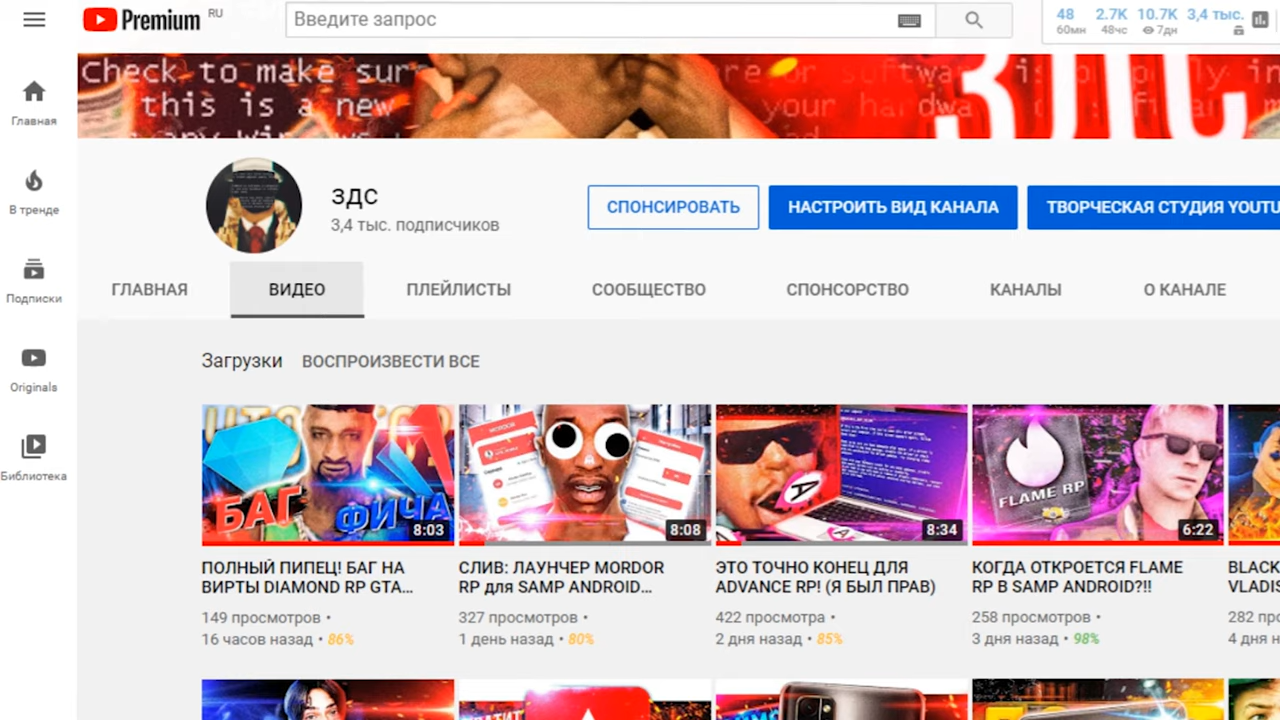 Premium RU
Введите запрос
48 2.7K 10.7K 3,4 тыс.
60мн 48чс 7дн
Check to make sur
this is a new
your hardwa
ЗДС
Главная
В тренде
Подписки
Originals
Библиотека
ЗДС
3,4 тыс. подписчиков
СПОНСИРОВАТЬ
НАСТРОИТЬ ВИД КАНАЛА
ТВОРЧЕСКАЯ СТУДИЯ YOUTU
ГЛАВНАЯ ВИДЕО ПЛЕЙЛИСТЫ СООБЩЕСТВО СПОНСОРСТВО КАНАЛЫ О КАНАЛЕ
Загрузки ВОСПРОИЗВЕСТИ ВСЕ
БАГ ФИЧА
8:03
MORDOR
8:08
A
8:34
FLAME RP
6:22
ПОЛНЫЙ ПИПЕЦ! БАГ НА
ВИРТЫ DIAMOND RP GTA...
149 просмотров •
16 часов назад • 86%
СЛИВ: ЛАУНЧЕР MORDOR
RP для SAMP ANDROID...
327 просмотров •
1 день назад • 80%
ЭТО ТОЧНО КОНЕЦ ДЛЯ
ADVANCE RP! (Я БЫЛ ПРАВ)
422 просмотра •
2 дня назад • 85%
КОГДА ОТКРОЕТСЯ FLAME
RP В SAMP ANDROID?!!
258 просмотров •
3 дня назад • 98%
BLACK
VLADIS
282 про
4 дня н